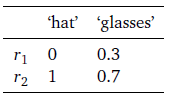 ‘hat’ ‘glasses’
r1 0 0.3
r2 1 0.7